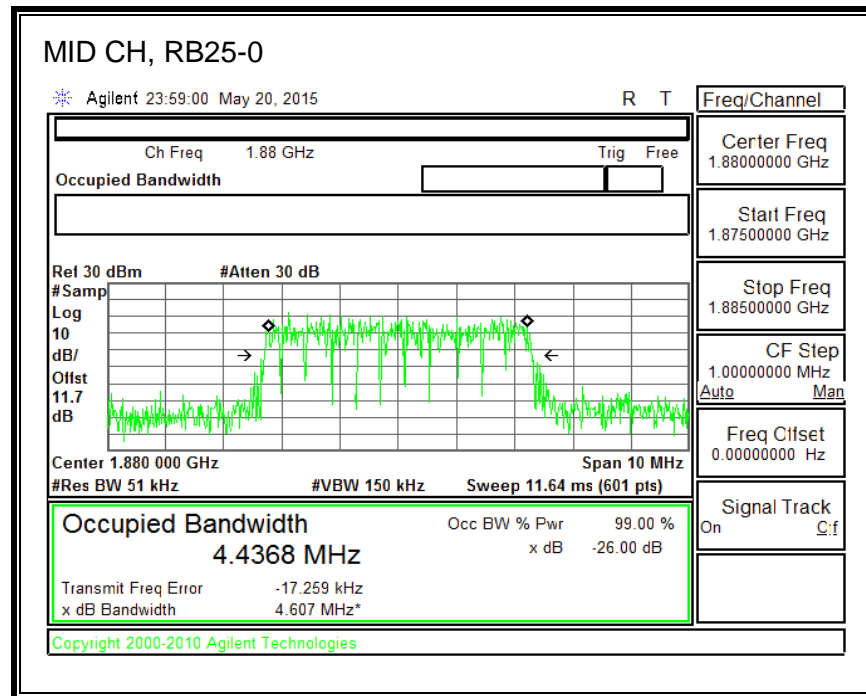 MID CH, RB25-0
Agilent 23:59:00 May 20, 2015 R T
Freq/Channel
Ch Freq 1.88 GHz Trig Free
Occupied Bandwidth
Center Freq
1.88000000 GHz
Start Freq
1.87500000 GHz
Stop Freq
1.88500000 GHz
CF Step
1.00000000 MHz
Auto Man
Freq Offset
0.00000000 Hz
Signal Track
On Off
Ref 30 dBm #Atten 30 dB
#Samp
Log
10
dB/
Offst
11.7
dB
Center 1.880 000 GHz Span 10 MHz
#Res BW 51 kHz #VBW 150 kHz Sweep 11.64 ms (601 pts)
Occupied Bandwidth
4.4368 MHz
Occ BW % Pwr 99.00 %
x dB -26.00 dB
Transmit Freq Error -17.259 kHz
x dB Bandwidth 4.607 MHz*
Copyright 2000-2010 Agilent Technologies